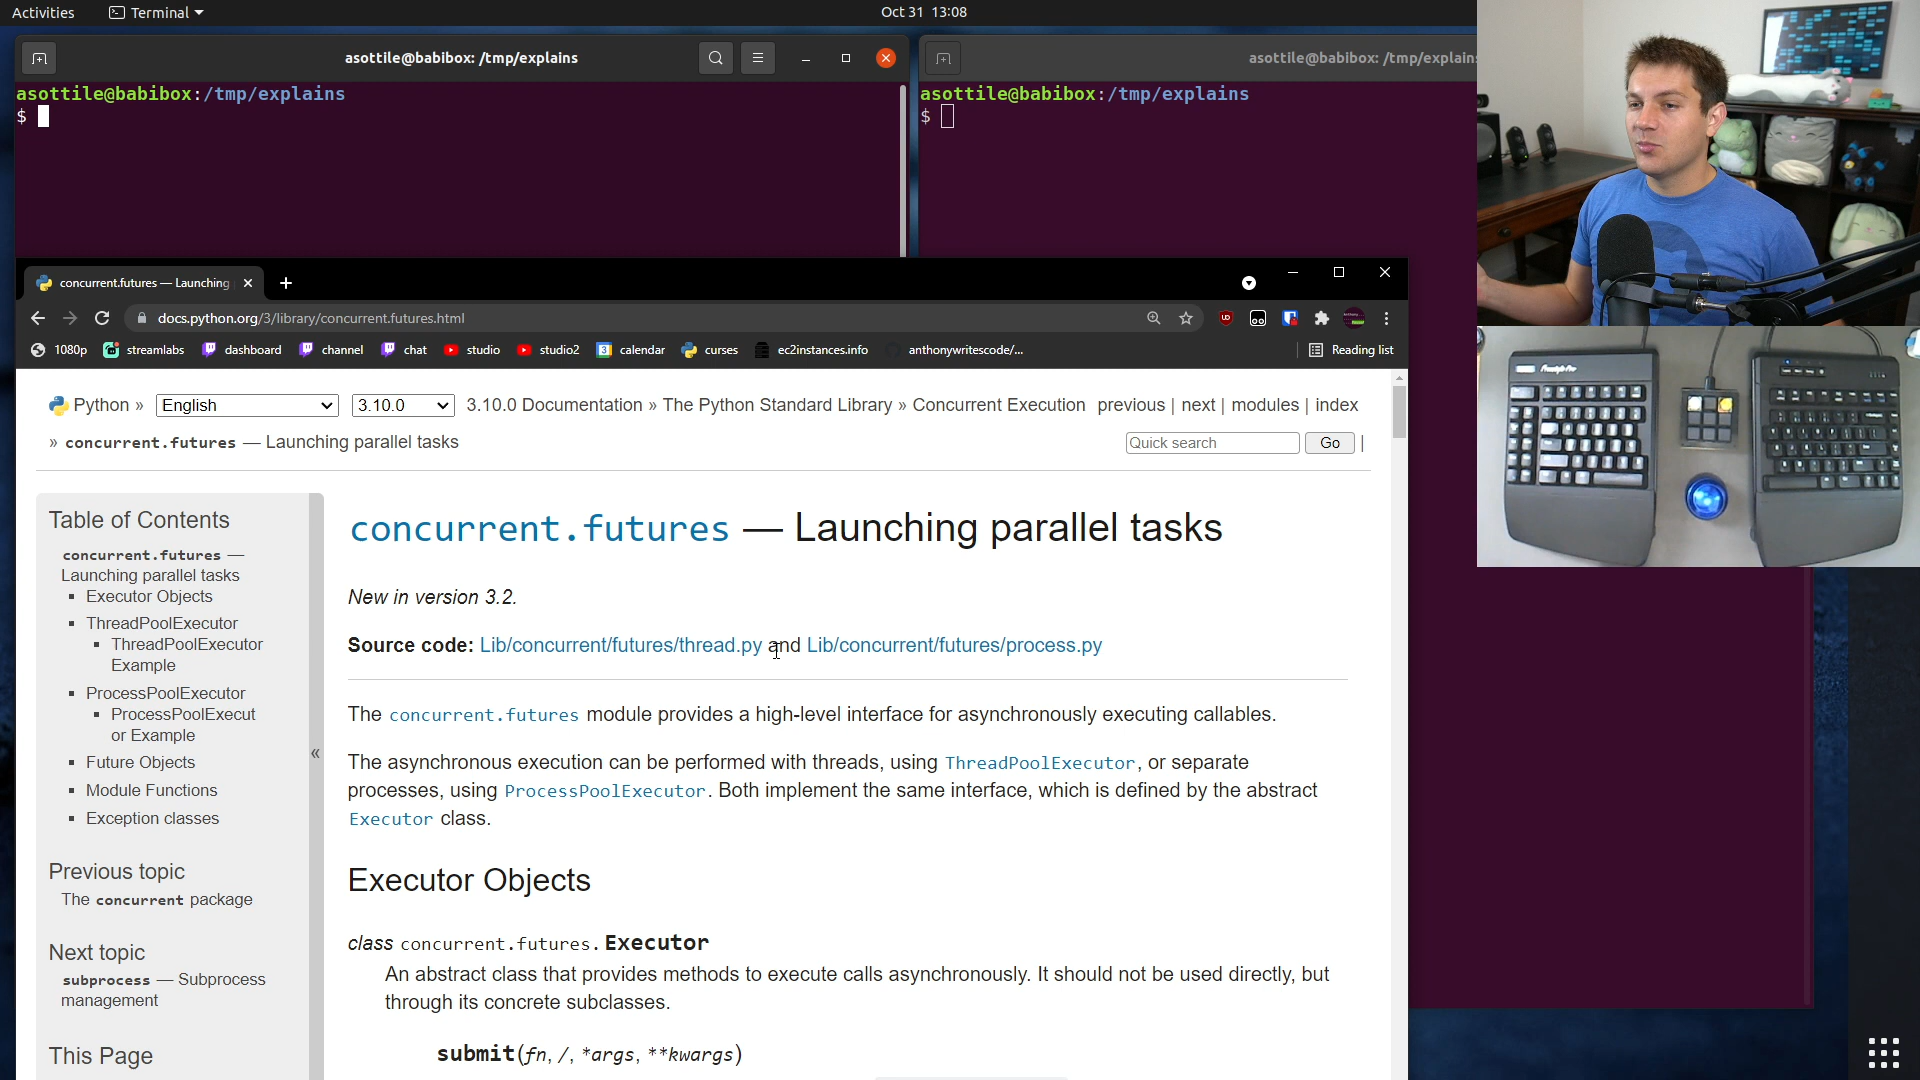 Activities
Terminal
Oct 31 13:08
asottile@babibox: /tmp/explains
asottile@babibox:/tmp/explains
$
asottile@babibox: /tmp/explains
asottile@babibox:/tmp/explains
$
concurrent.futures — Launching
docs.python.org/3/library/concurrent.futures.html
1080p streamlabs dashboard channel chat studio studio2 calendar curses ec2instances.info anthonywritescode/... Reading list
Python » English 3.10.0 3.10.0 Documentation » The Python Standard Library » Concurrent Execution previous | next | modules | index
» concurrent.futures — Launching parallel tasks Quick search Go |
Table of Contents
concurrent.futures —
Launching parallel tasks
Executor Objects
ThreadPoolExecutor
ThreadPoolExecutor
Example
ProcessPoolExecutor
ProcessPoolExecut
or Example
Future Objects
Module Functions
Exception classes
Previous topic
The concurrent package
Next topic
subprocess — Subprocess
management
This Page
«
concurrent.futures — Launching parallel tasks
New in version 3.2.
Source code: Lib/concurrent/futures/thread.py and Lib/concurrent/futures/process.py
The concurrent.futures module provides a high-level interface for asynchronously executing callables.
The asynchronous execution can be performed with threads, using ThreadPoolExecutor, or separate
processes, using ProcessPoolExecutor. Both implement the same interface, which is defined by the abstract
Executor class.
Executor Objects
class concurrent.futures.Executor
An abstract class that provides methods to execute calls asynchronously. It should not be used directly, but
through its concrete subclasses.
submit(fn, /, *args, **kwargs)